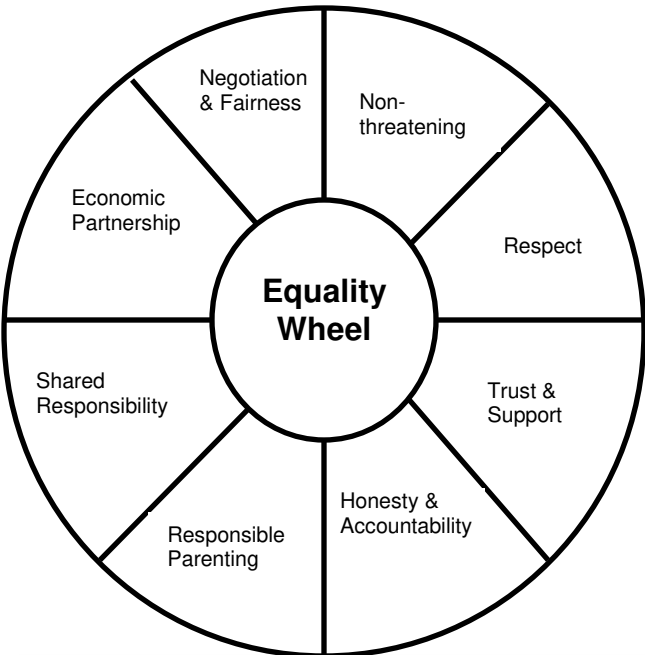 Negotiation
& Fairness
Non-
threatening
Economic
Partnership
Respect
Equality
Wheel
Shared
Responsibility
Trust &
Support
Honesty &
Accountability
Responsible
Parenting